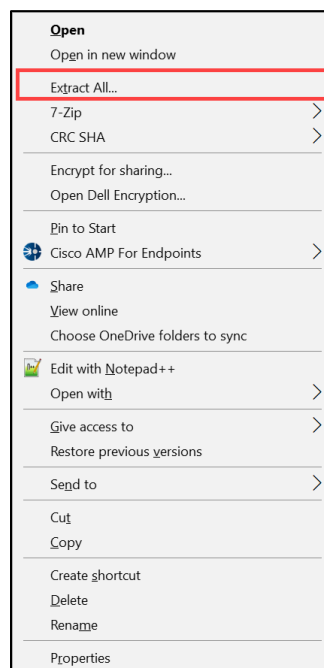 Open
Open in new window
Extract All...
7-Zip
CRC SHA
Encrypt for sharing...
Open Dell Encryption...
Pin to Start
Cisco AMP For Endpoints
Share
View online
Choose OneDrive folders to sync
Edit with Notepad++
Open with
Give access to
Restore previous versions
Send to
Cut
Copy
Create shortcut
Delete
Rename
Properties